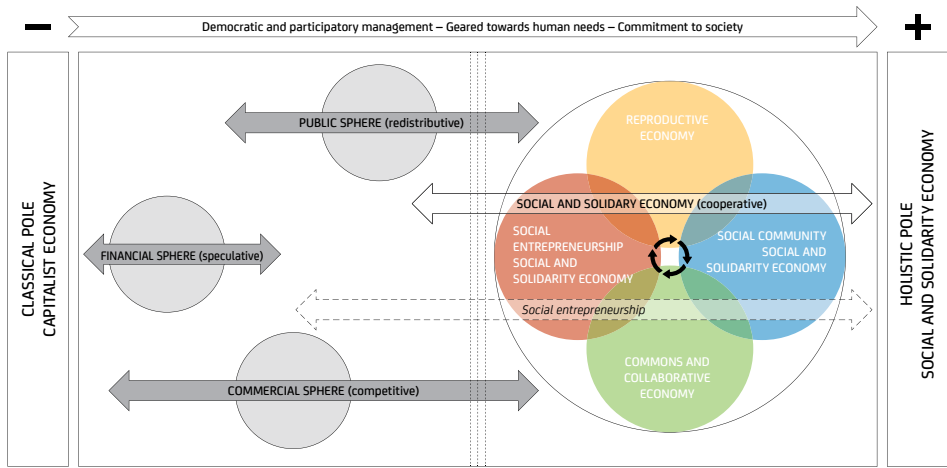 Democratic and participatory management – Geared towards human needs – Commitment to society
CLASSICAL POLE
CAPITALIST ECONOMY
PUBLIC SPHERE (redistributive)
REPRODUCTIVE
ECONOMY
SOCIAL AND SOLIDARY ECONOMY (cooperative)
FINANCIAL SPHERE (speculative)
SOCIAL
ENTREPRENEURSHIP
SOCIAL AND
SOLIDARITY ECONOMY
SOCIAL COMMUNITY
SOCIAL AND
SOLIDARITY ECONOMY
Social entrepreneurship
COMMERCIAL SPHERE (competitive)
COMMONS AND
COLLABORATIVE
ECONOMY
HOLISTIC POLE
SOCIAL AND SOLIDARITY ECONOMY